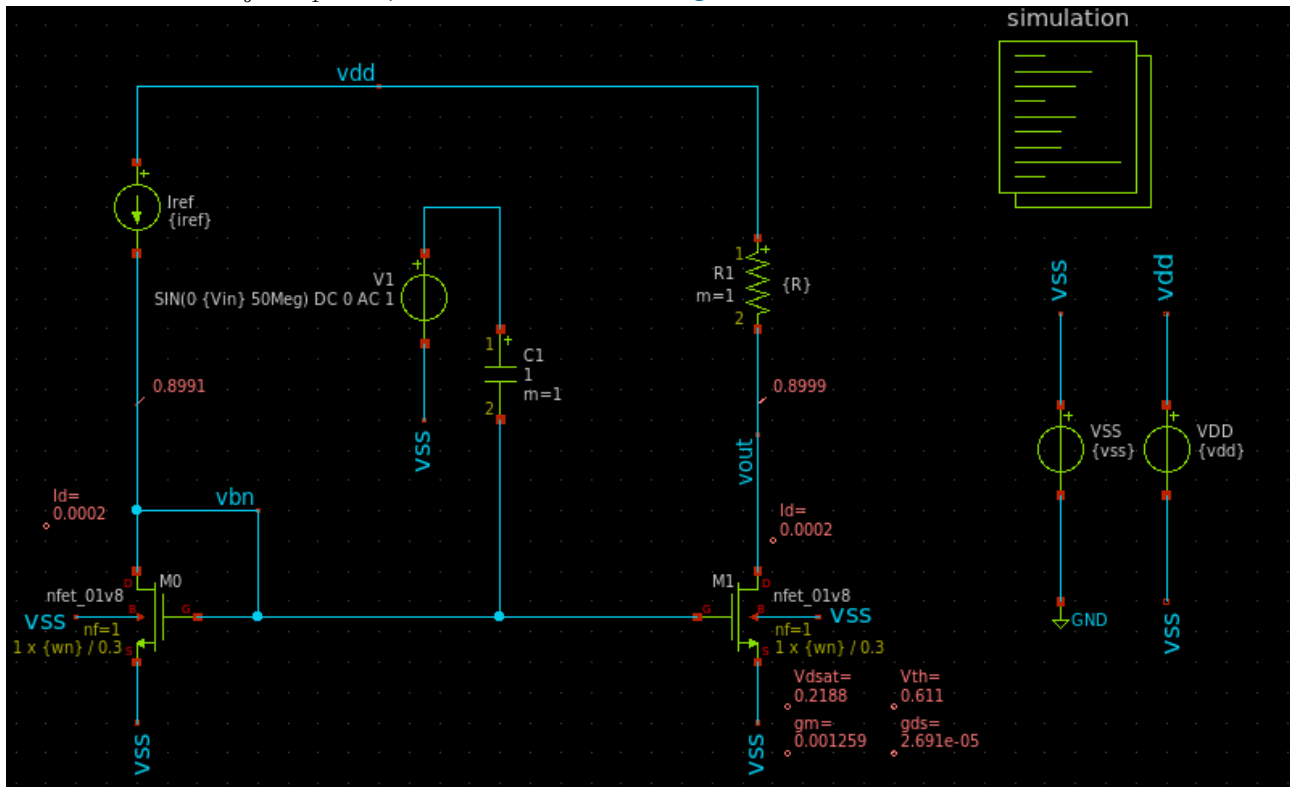 simulation
vdd
+
Iref
{iref}
+
V1
SIN(0 {Vin} 50Meg) DC 0 AC 1
1
+
C1
1
m=1
2
vss
1
+
R1
m=1
{R}
2
vss
vdd
+
VSS
{vss}
+
VDD
{vdd}
GND
vss
0.8991
0.8999
vout
vbn
Id=
0.0002
Id=
0.0002
D
M0
nfet_01v8
B
G
vss
nf=1
1 x {wn} / 0.3
S
vss
M1
D
nfet_01v8
G
B
vss
nf=1
S
1 x {wn} / 0.3
Vdsat=
0.2188
Vth=
0.611
gm=
0.001259
gds=
2.691e-05
vss